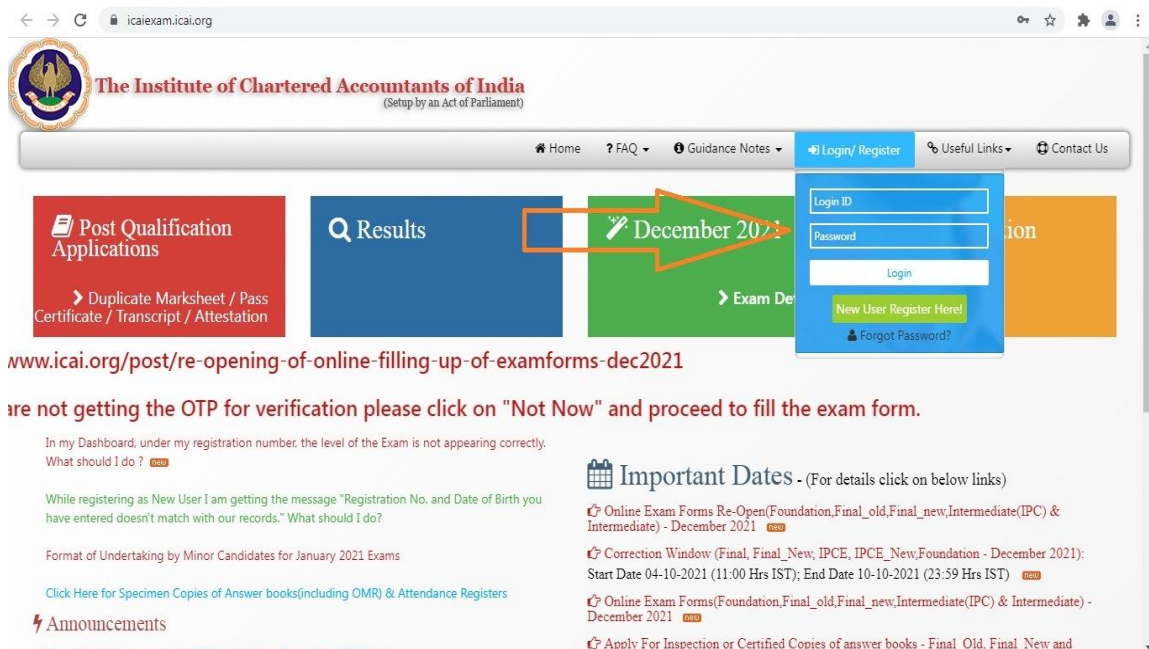 icaiexam.icai.org
The Institute of Chartered Accountants of India
(Setup by an Act of Parliament)
Home ? FAQ Guidance Notes Login/ Register Useful Links Contact Us
Login ID
Password
Login
New User Register Here!
Forgot Password?
Post Qualification
Applications
Duplicate Marksheet / Pass
Certificate / Transcript / Attestation
Results
December 2021
Exam
www.icai.org/post/re-opening-of-online-filling-up-of-examforms-dec2021
are not getting the OTP for verification please click on "Not Now" and proceed to fill the exam form.
In my Dashboard, under my registration number, the level of the Exam is not appearing correctly.
What should I do ? new
While registering as New User I am getting the message "Registration No. and Date of Birth you
have entered doesn't match with our records." What should I do?
Format of Undertaking by Minor Candidates for January 2021 Exams
Click Here for Specimen Copies of Answer books(including OMR) & Attendance Registers
Announcements
Important Dates - (For details click on below links)
Online Exam Forms Re-Open(Foundation,Final_old,Final_new,Intermediate(IPC) &
Intermediate) - December 2021 new
Correction Window (Final, Final_New, IPCE, IPCE_New,Foundation - December 2021):
Start Date 04-10-2021 (11:00 Hrs IST); End Date 10-10-2021 (23:59 Hrs IST) new
Online Exam Forms(Foundation,Final_old,Final_new,Intermediate(IPC) & Intermediate) -
December 2021 new
Apply For Inspection or Certified Copies of answer books - Final_Old, Final_New and